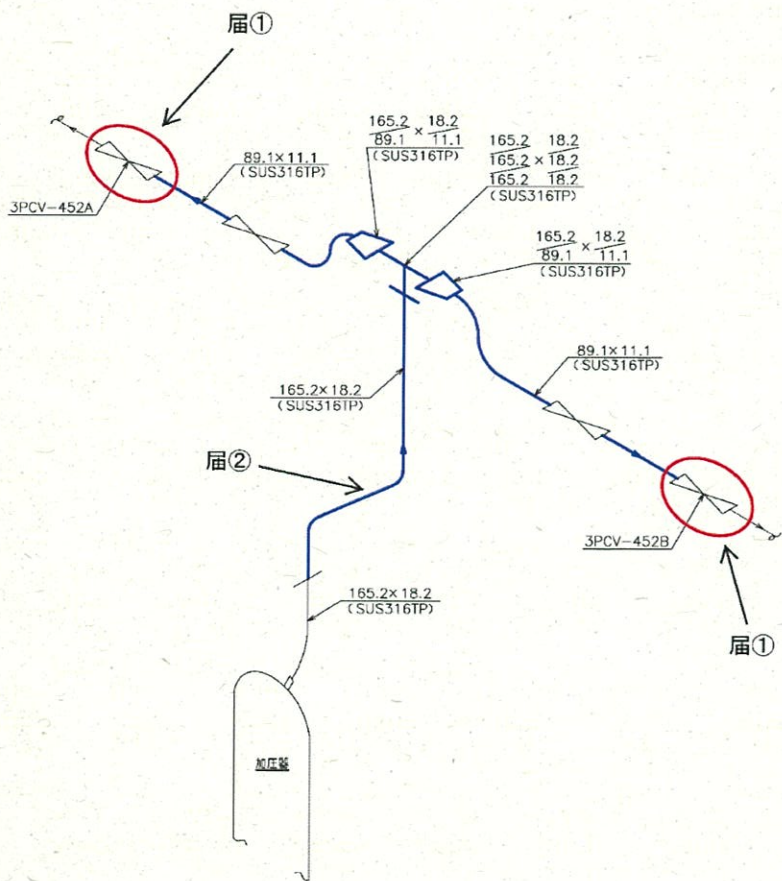 届①
165.2 × 18.2
89.1 11.1
(SUS316TP)
165.2 18.2
165.2 × 18.2
165.2 18.2
(SUS316TP)
89.1×11.1
(SUS316TP)
3PCV-452A
165.2 × 18.2
89.1 11.1
(SUS316TP)
89.1×11.1
(SUS316TP)
165.2×18.2
(SUS316TP)
届②
3PCV-452B
165.2×18.2
(SUS316TP)
届①
加圧器